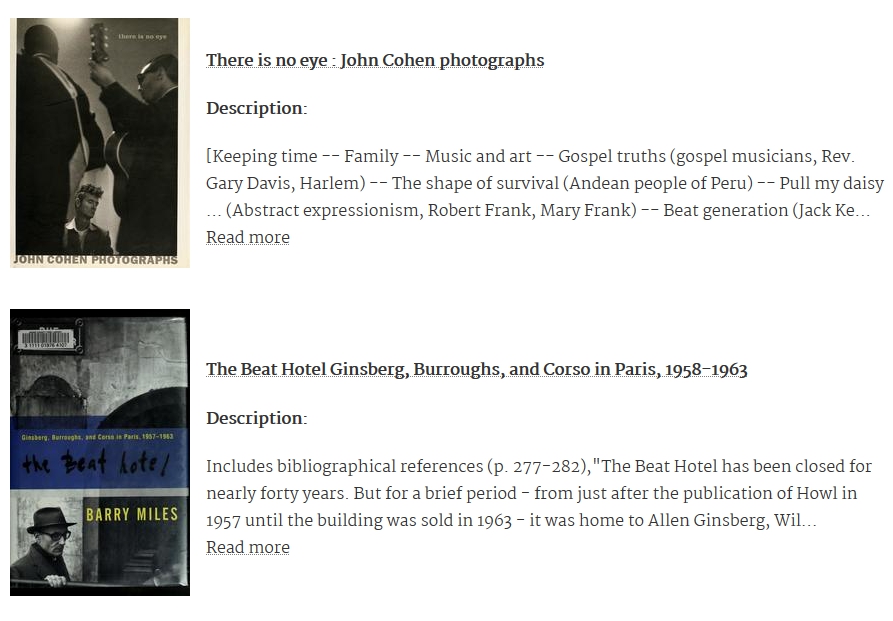 there is no eye
JOHN COHEN PHOTOGRAPHS
There is no eye : John Cohen photographs
Description:
[Keeping time -- Family -- Music and art -- Gospel truths (gospel musicians, Rev.
Gary Davis, Harlem) -- The shape of survival (Andean people of Peru) -- Pull my daisy
... (Abstract expressionism, Robert Frank, Mary Frank) -- Beat generation (Jack Ke...
Read more
Ginsberg, Burroughs, and Corso in Paris, 1957-1963
the Beat hotel
BARRY MILES
The Beat Hotel Ginsberg, Burroughs, and Corso in Paris, 1958-1963
Description:
Includes bibliographical references (p. 277-282),"The Beat Hotel has been closed for
nearly forty years. But for a brief period - from just after the publication of Howl in
1957 until the building was sold in 1963 - it was home to Allen Ginsberg, Wil...
Read more